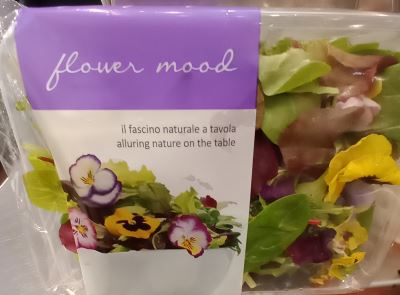 flower mood
il fascino naturale a tavola
alluring nature on the table